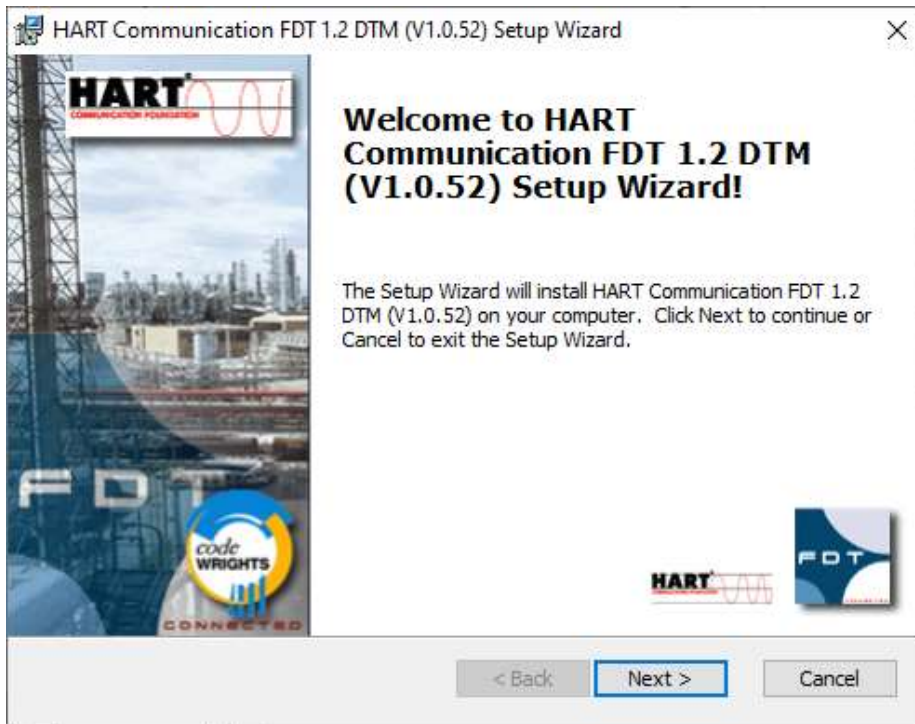 HART Communication FDT 1.2 DTM (V1.0.52) Setup Wizard
HART
COMMUNICATION FOUNDATION
Welcome to HART
Communication FDT 1.2 DTM
(V1.0.52) Setup Wizard!
The Setup Wizard will install HART Communication FDT 1.2
DTM (V1.0.52) on your computer. Click Next to continue or
Cancel to exit the Setup Wizard.
FDT
code
WRIGHTS
CONNECTED
HART
FDT
< Back
Next >
Cancel